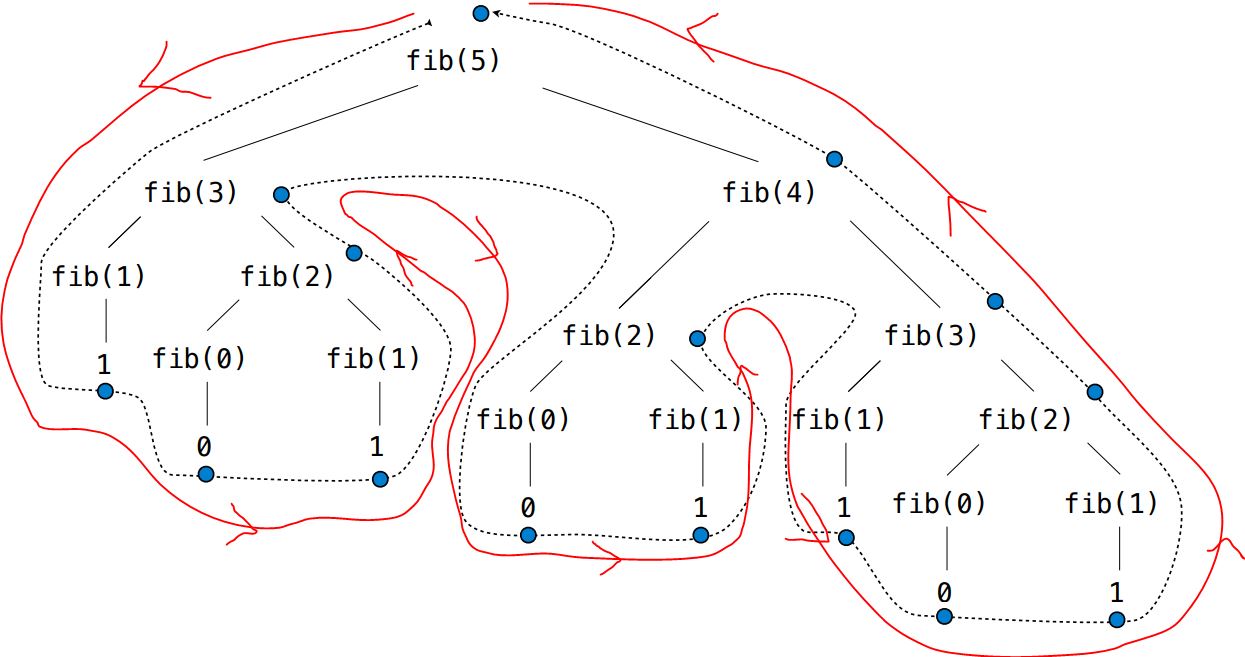 fib(5)
fib(3) fib(4)
fib(1) fib(2)
fib(2) fib(3)
1 fib(0) fib(1)
fib(0) fib(1) fib(1) fib(2)
0 1
0 1 1 fib(0) fib(1)
0 1